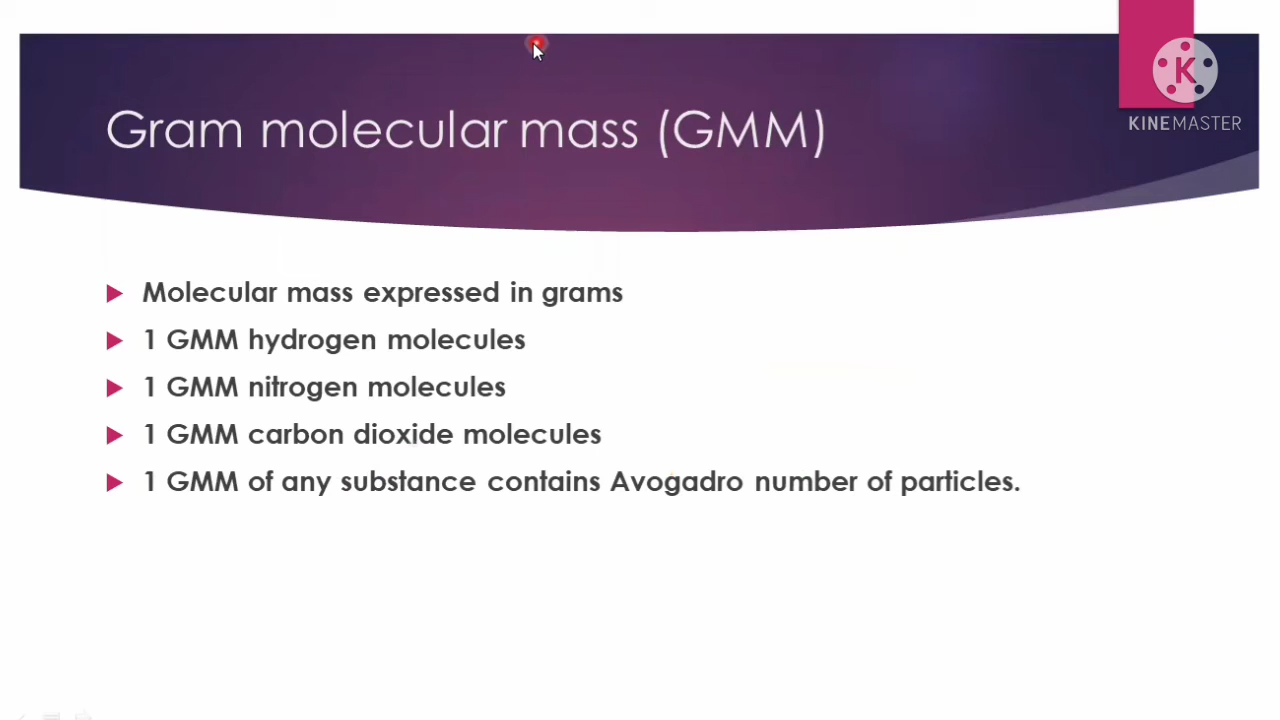 Gram molecular mass (GMM)
K
KINEMASTER
Molecular mass expressed in grams
1 GMM hydrogen molecules
1 GMM nitrogen molecules
1 GMM carbon dioxide molecules
1 GMM of any substance contains Avogadro number of particles.